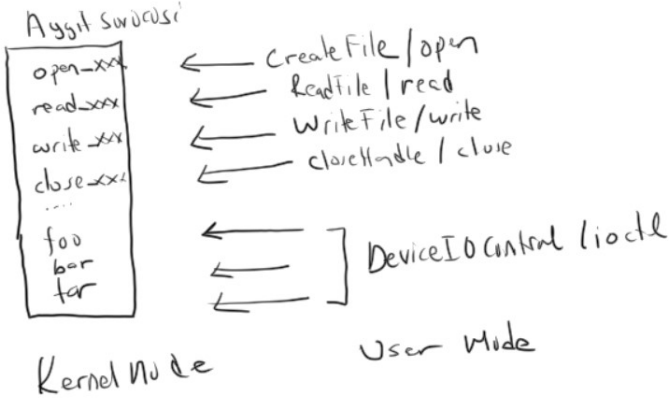 Aygıt Sürücüsü
open_xxx ← CreateFile/open
read_xxx ← ReadFile/read
write_xxx ← WriteFile/write
close_xxx ← CloseHandle/close
....
foo
bar ← DeviceIOControl/ioctl
tar
Kernel Mode User Mode